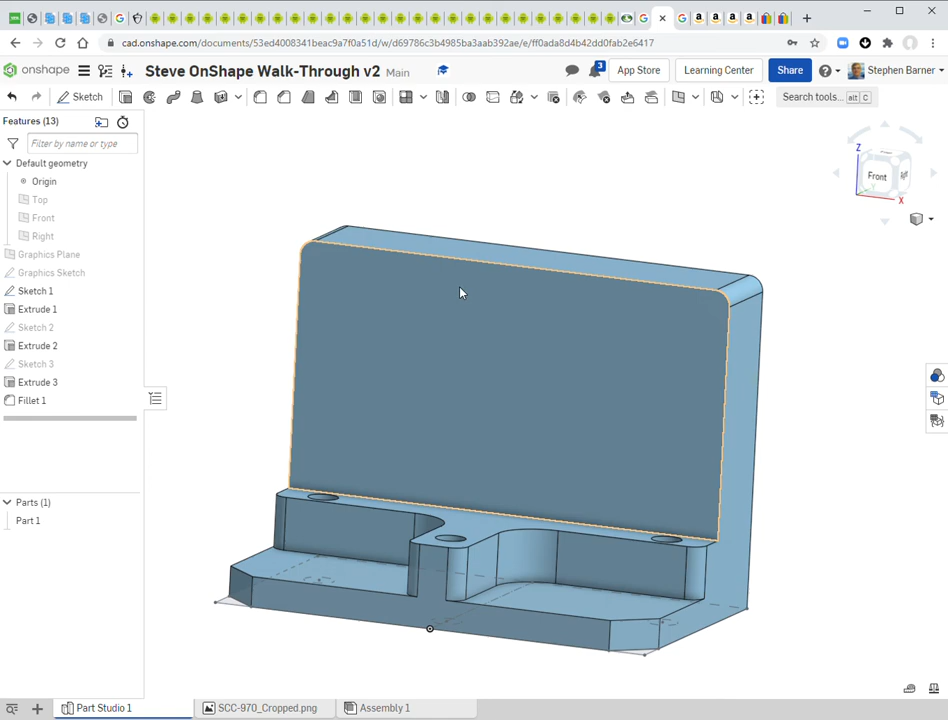 cad.onshape.com/documents/53ed4008341beac9a7f0a51d/w/d69786c3b4985ba3aab392ae/e/ff0ada8d4b42dd0fab2e6417
onshape
Steve OnShape Walk-Through v2 Main
3
App Store
Learning Center
Share
Stephen Barner
Sketch
Search tools... alt C
Features (13)
Filter by name or type
Default geometry
Origin
Top
Front
Right
Graphics Plane
Graphics Sketch
Sketch 1
Extrude 1
Sketch 2
Extrude 2
Sketch 3
Extrude 3
Fillet 1
Parts (1)
Part 1
Z
Front
X
Part Studio 1
SCC-970_Cropped.png
Assembly 1